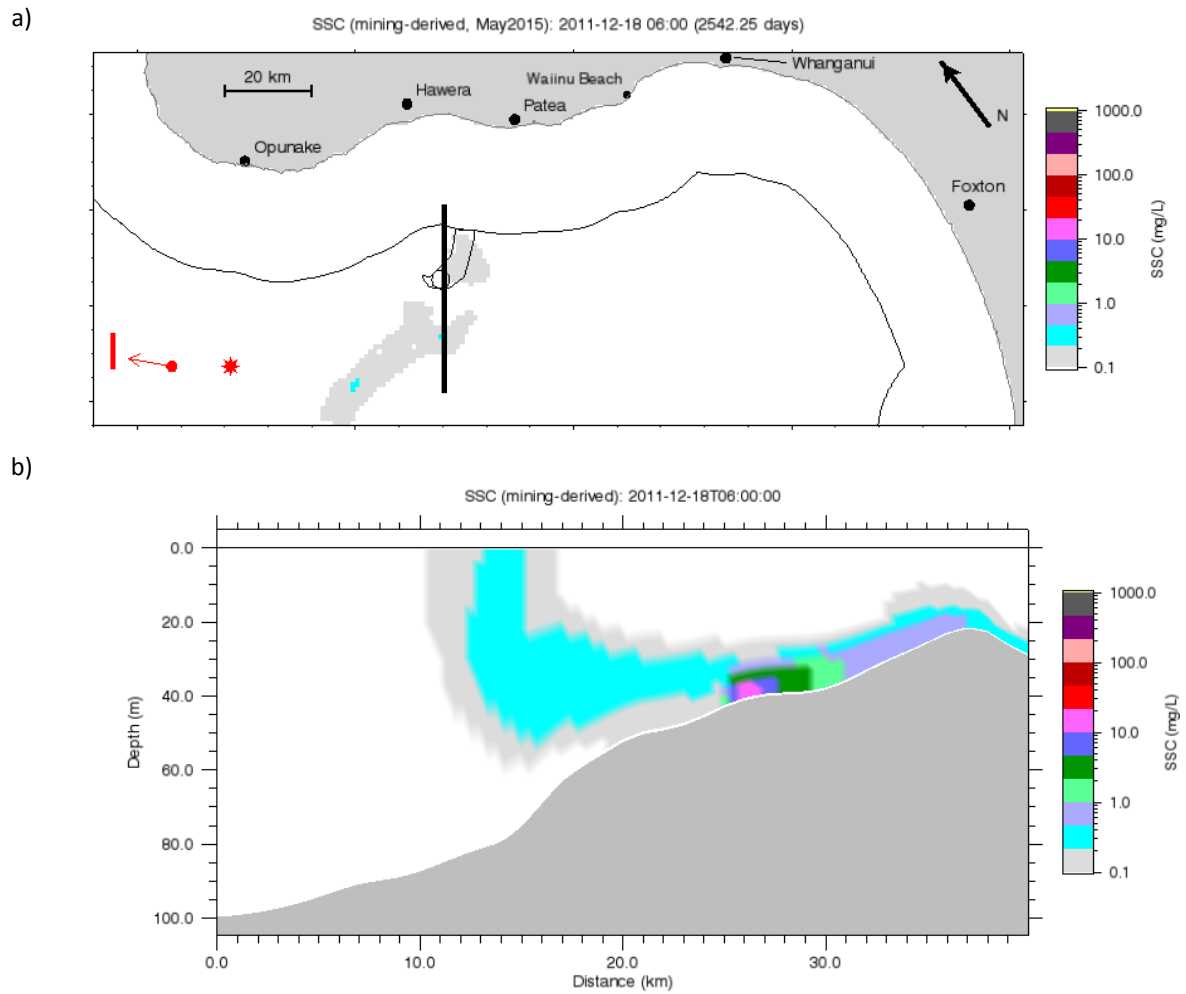 a)
SSC (mining-derived, May2015): 2011-12-18 06:00 (2542.25 days)
20 km
Hawera
Patea
Waiinu Beach
Whanganui
Opunake
N
Foxton
1000.0
100.0
10.0
1.0
0.1
SSC (mg/L)
b)
SSC (mining-derived): 2011-12-18T06:00:00
0.0
20.0
40.0
60.0
80.0
100.0
Depth (m)
0.0
10.0
20.0
30.0
Distance (km)
1000.0
100.0
10.0
1.0
0.1
SSC (mg/L)